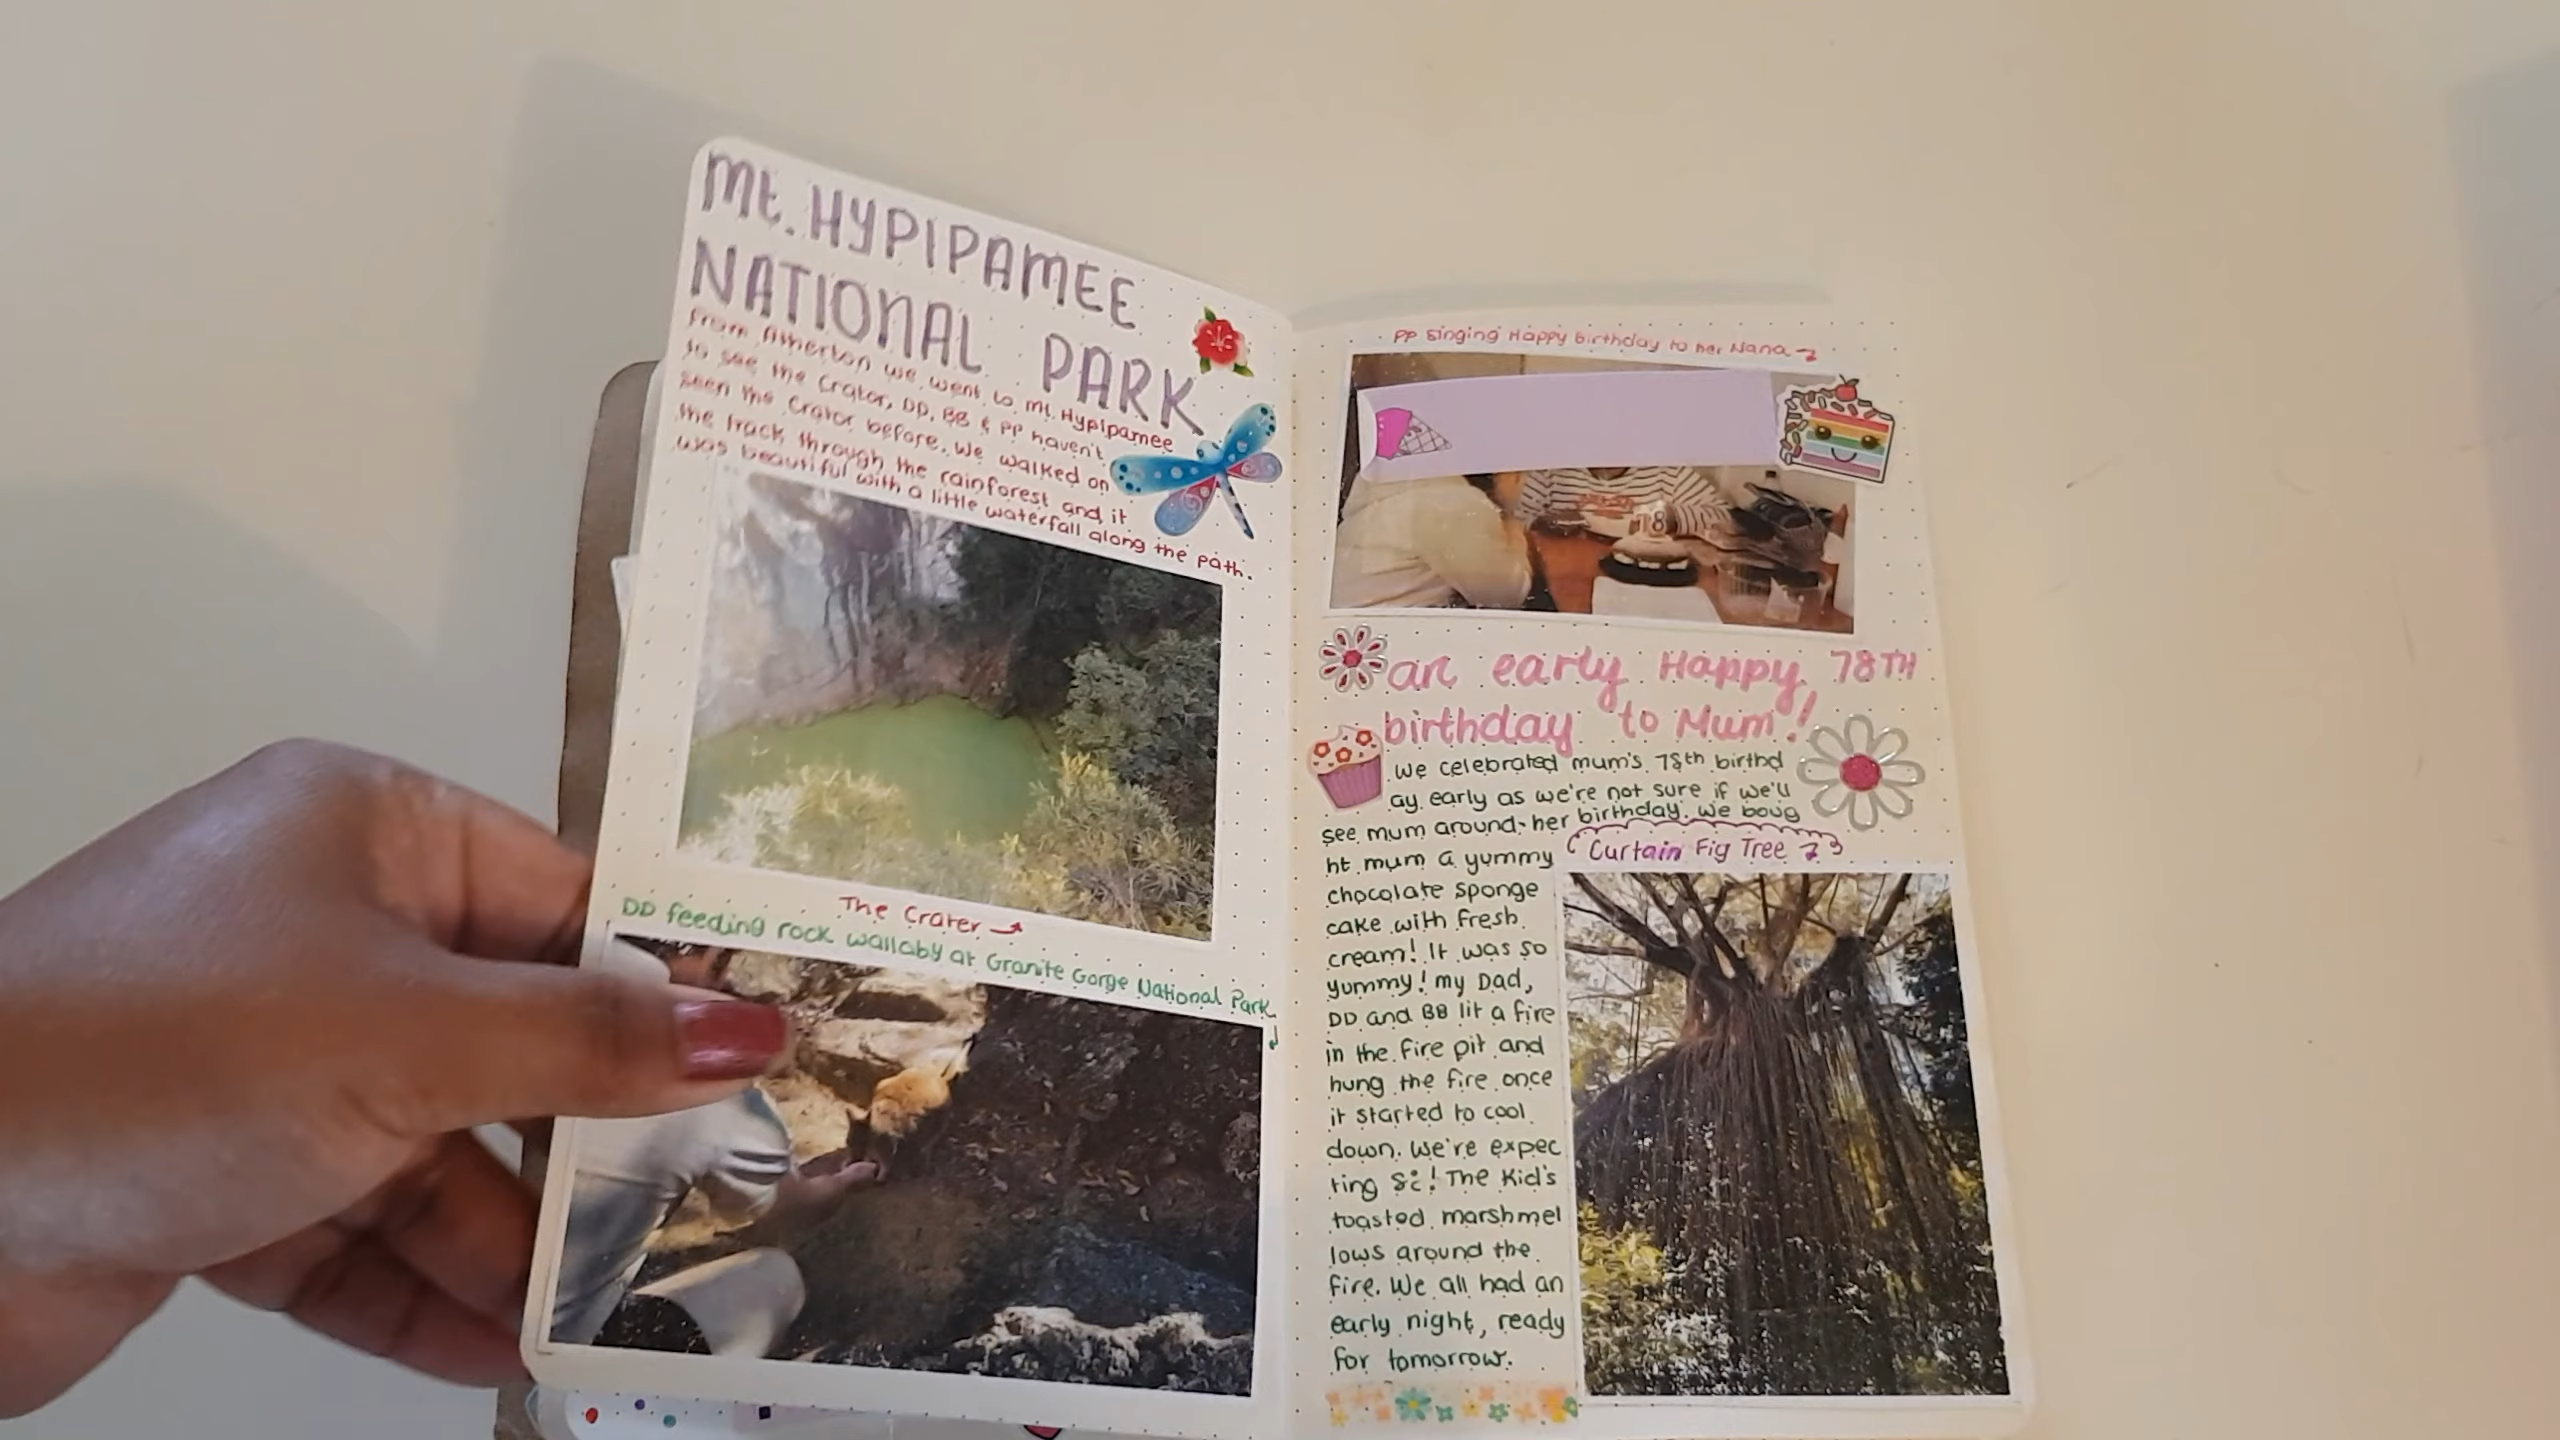 Mt. HYPIPAMEE
NATIONAL PARK
From Atherton we went to Mt. Hypipamee
to see the Crater, DD, BB & PP haven't
seen the Crater before. We walked on
the track through the rainforest and it
was beautiful with a little waterfall along the path.
The Crater
DD feeding rock wallaby at Granite Gorge National Park
PP singing Happy birthday to her Nana
78
an early Happy 78TH
birthday to Mum!
We celebrated mum's 78th birthd
ay early as we're not sure if we'll
see mum around her birthday. We boug
ht mum a yummy
chocolate sponge
cake with fresh
cream! It was so
yummy! my Dad,
DD and BB lit a fire
in the fire pit and
hung the fire once
it started to cool
down. We're expec
ting 8c! The Kid's
toasted marshmel
lows around the
fire. We all had an
early night, ready
for tomorrow.
Curtain Fig Tree